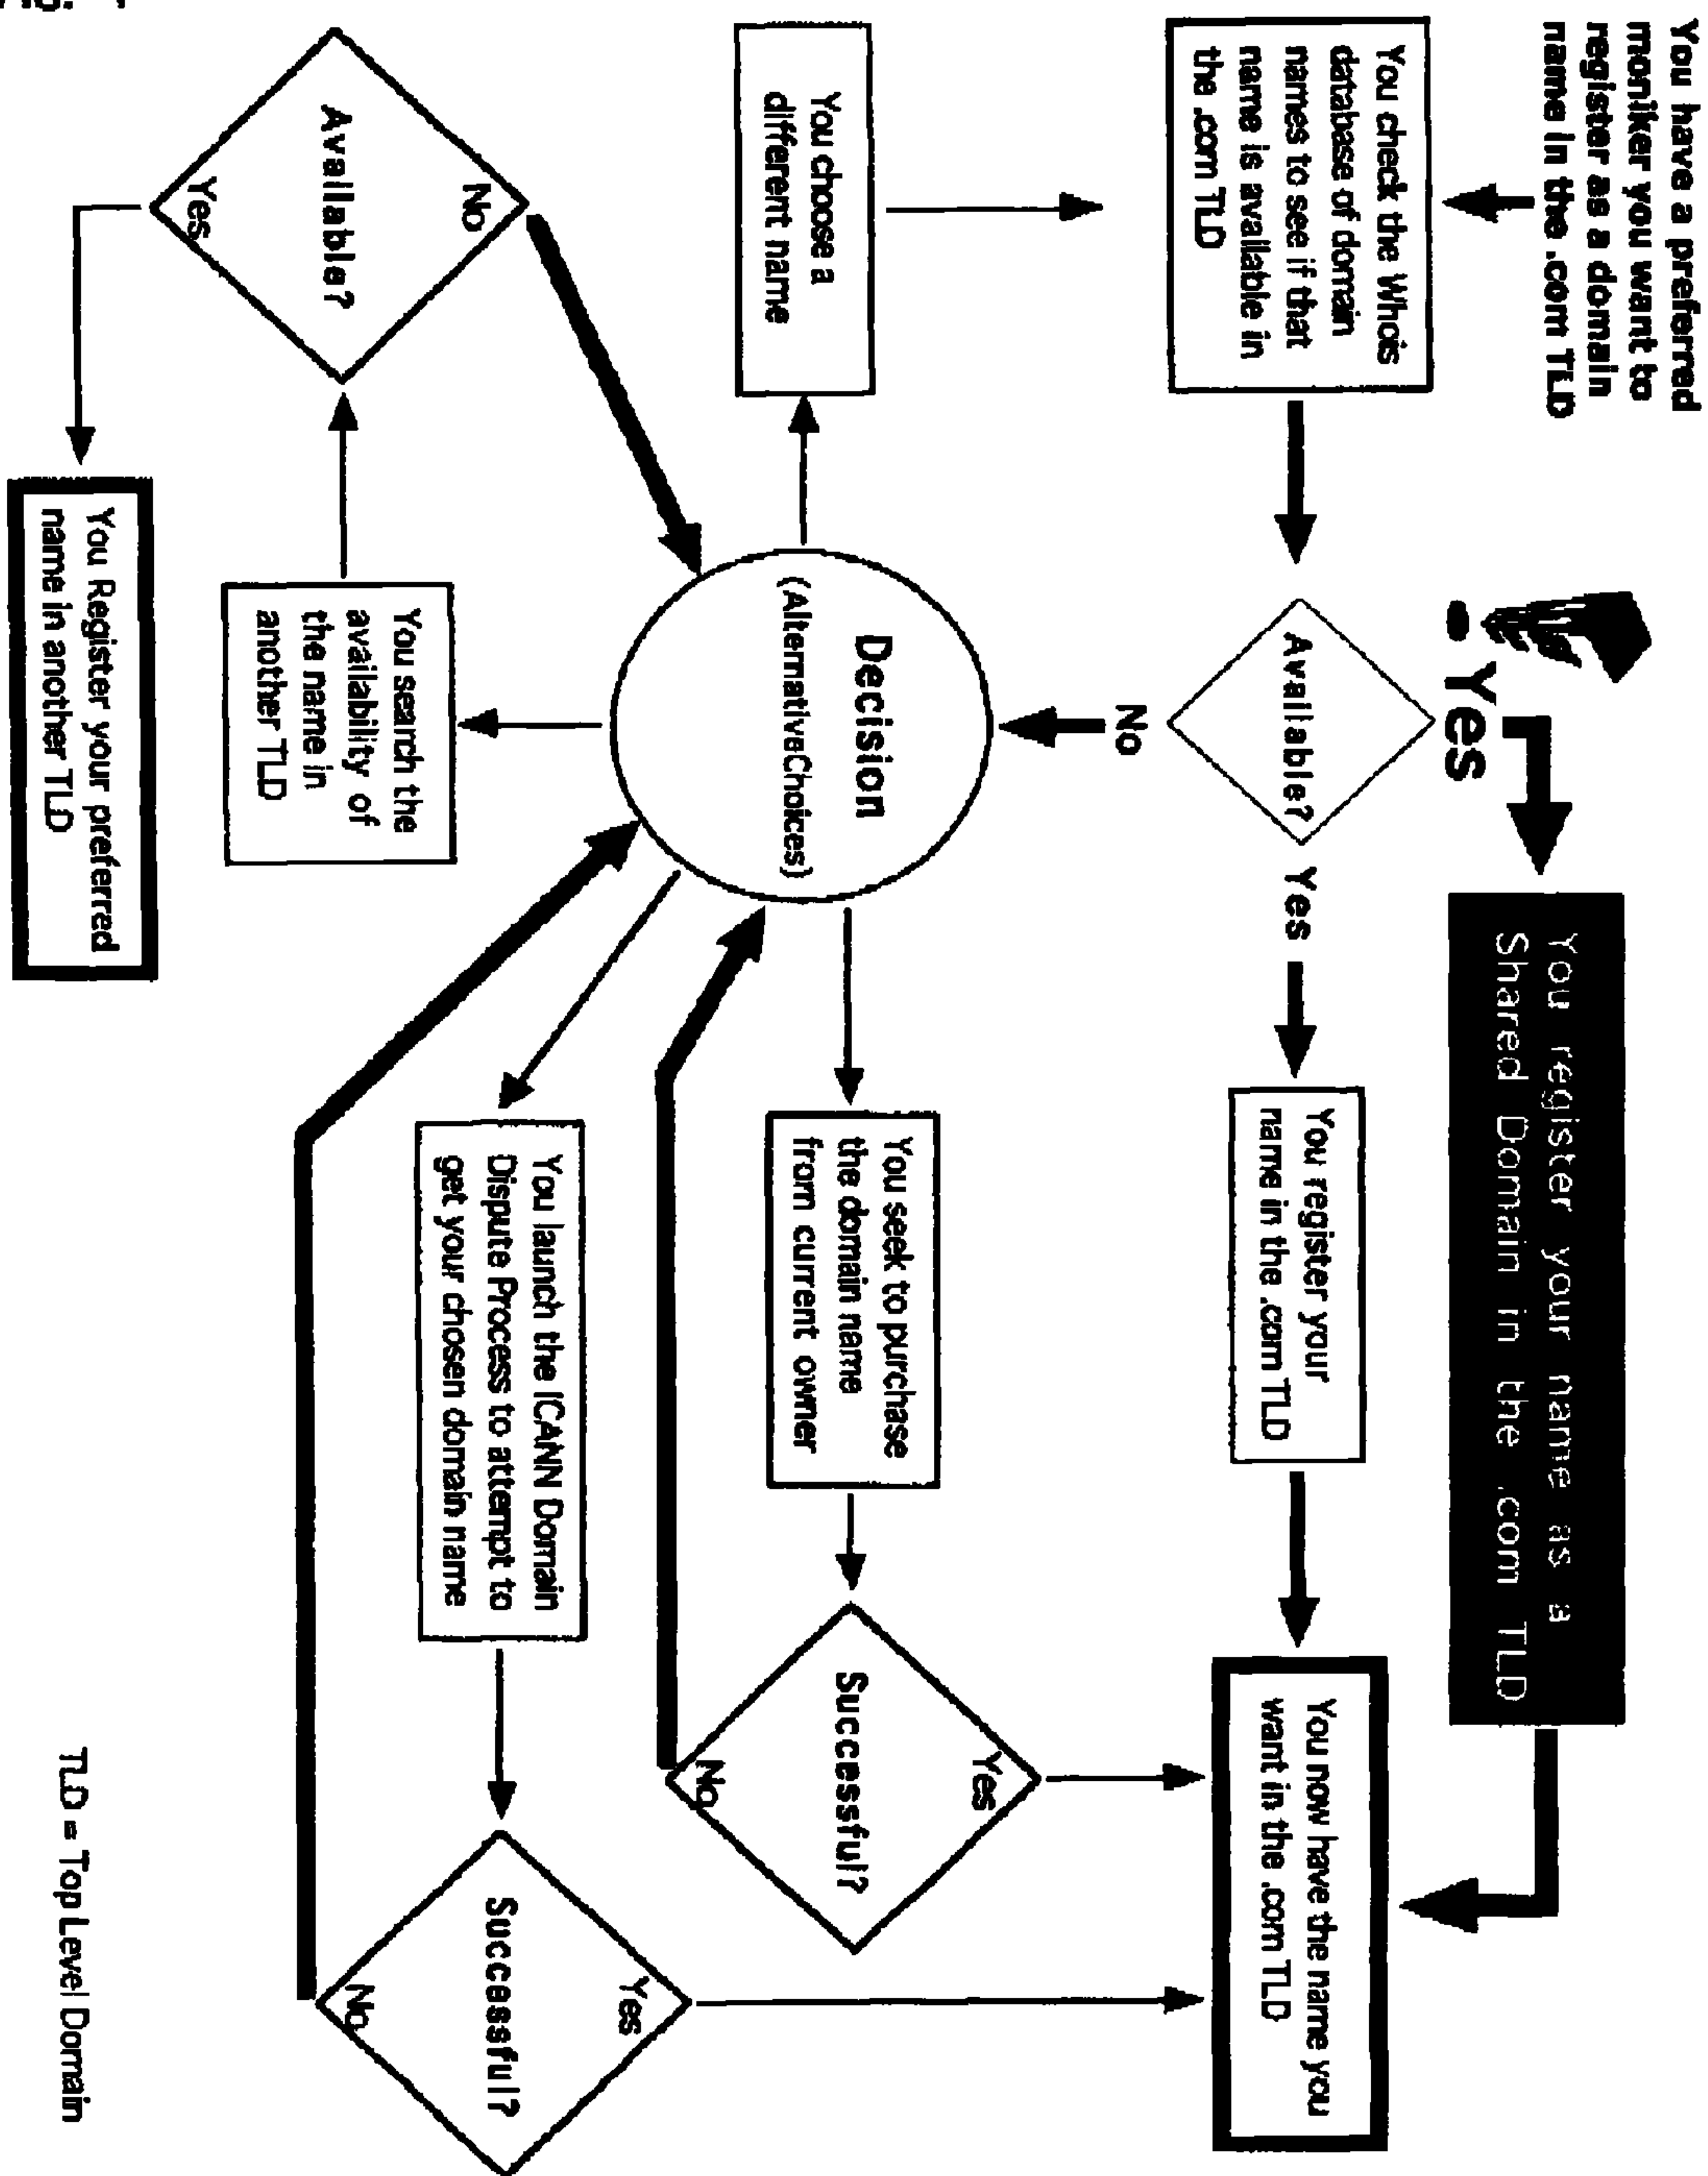 You have a preferred
moniker you want to
register as a domain
name in the .com TLD
You check the Whois
database of domain
names to see if that
name is available in
the .com TLD
Available?
Yes
Yes
No
You register your name as a
Shared Domain in the .com TLD
You register your
name in the .com TLD
You now have the name you
want in the .com TLD
You choose a
different name
Decision
(AlternativeChoices)
You seek to purchase
the domain name
from current owner
Successful?
Yes
No
Available?
No
Yes
You search the
availability of
the name in
another TLD
You launch the ICANN Domain
Dispute Process to attempt to
get your chosen domain name
Successful?
Yes
No
You Register your preferred
name in another TLD
TLD = Top Level Domain